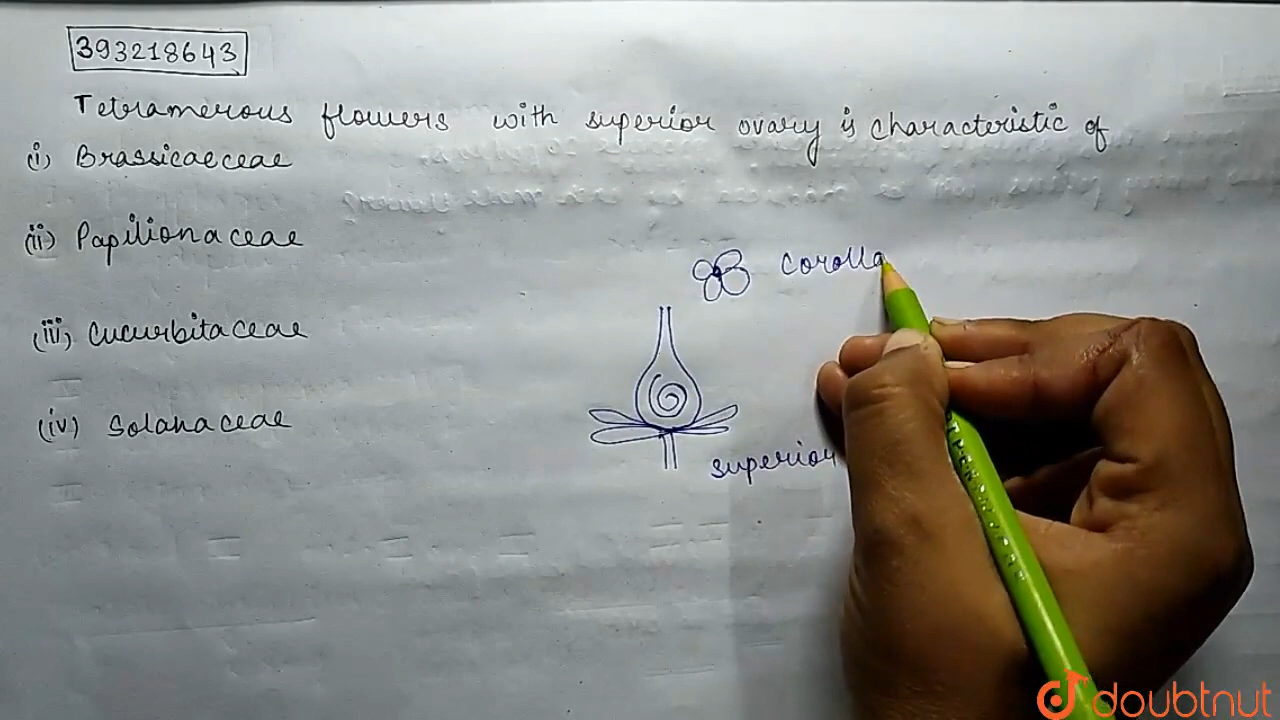 393218643
Tetramerous flowers with superior ovary is characteristic of
(i) Brassicaeceae
(ii) Papilionaceae
(iii) Cucurbitaceae
(iv) Solanaceae
corolla
superior
doubtnut